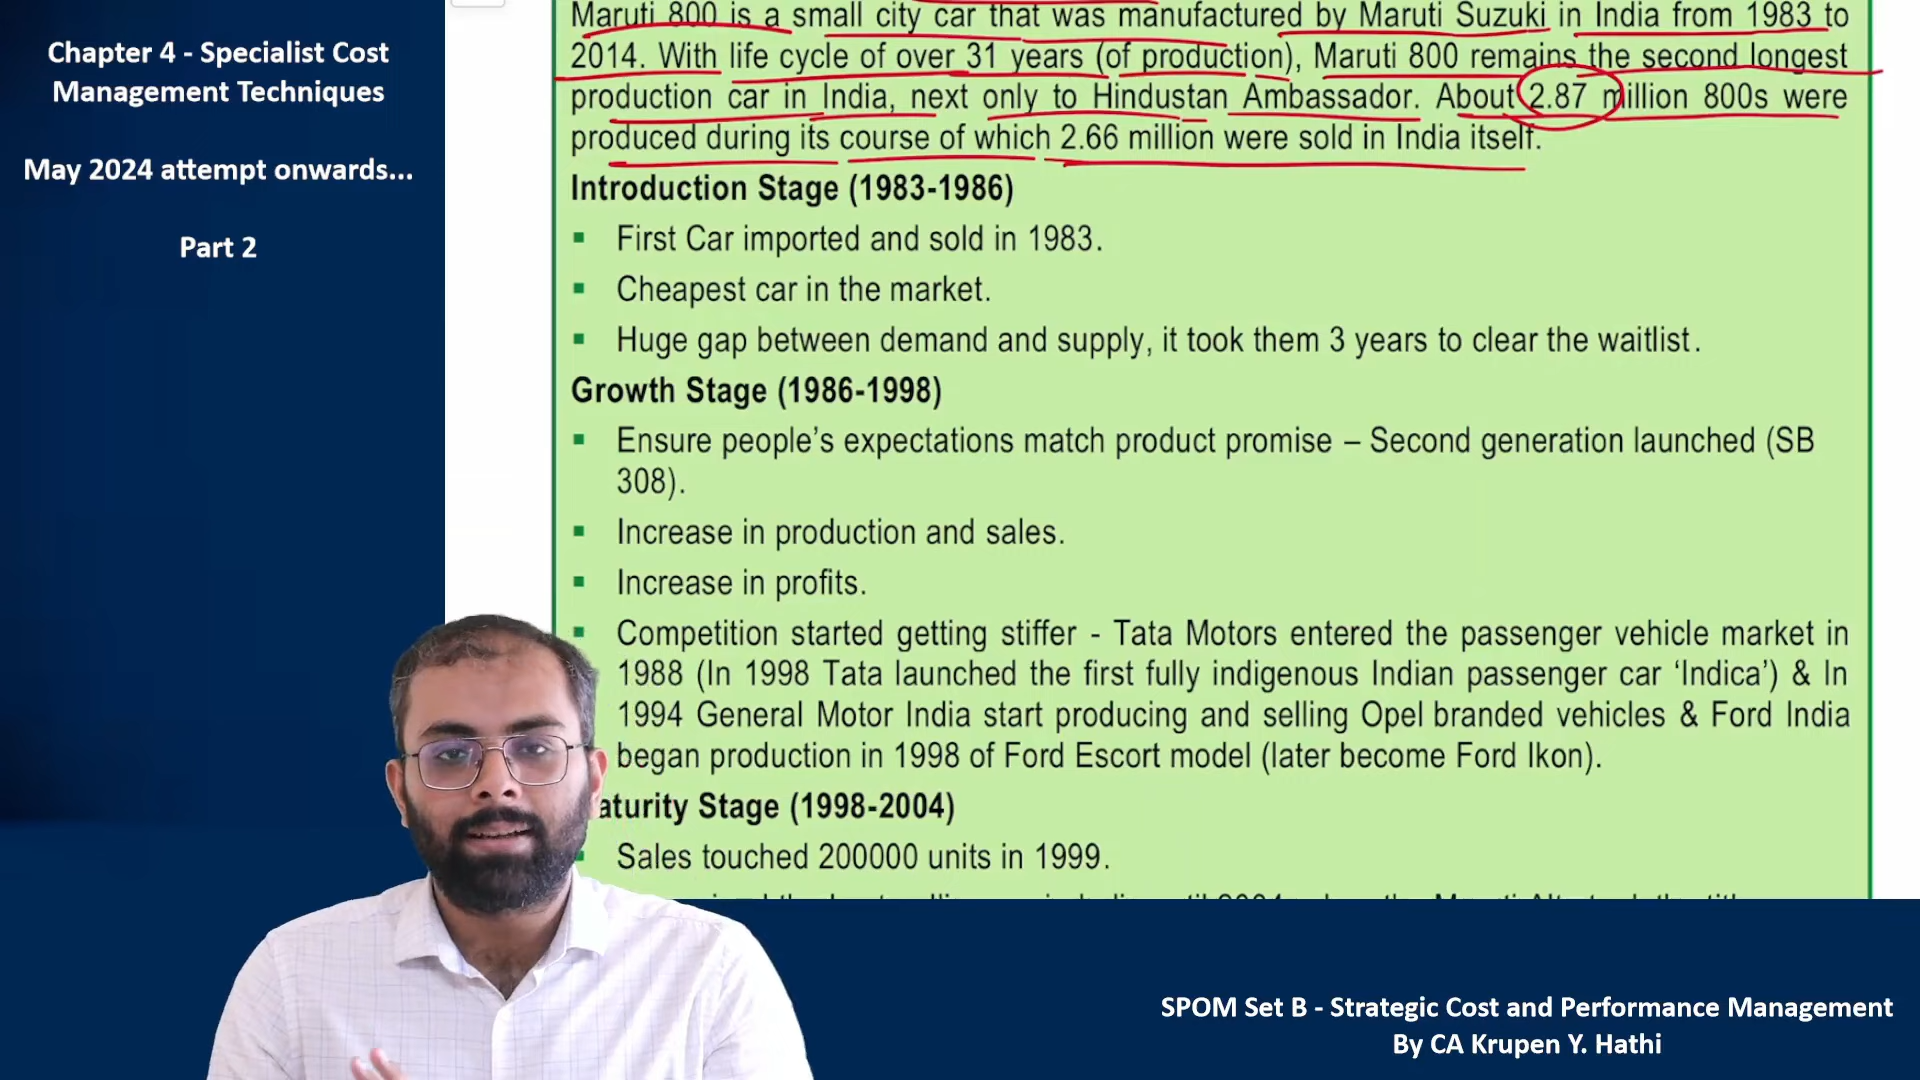 Chapter 4 - Specialist Cost
Management Techniques
May 2024 attempt onwards...
Part 2
Maruti 800 is a small city car that was manufactured by Maruti Suzuki in India from 1983 to
2014. With life cycle of over 31 years (of production), Maruti 800 remains the second longest
production car in India, next only to Hindustan Ambassador. About 2.87 million 800s were
produced during its course of which 2.66 million were sold in India itself.
Introduction Stage (1983-1986)
▪ First Car imported and sold in 1983.
▪ Cheapest car in the market.
▪ Huge gap between demand and supply, it took them 3 years to clear the waitlist.
Growth Stage (1986-1998)
▪ Ensure people’s expectations match product promise – Second generation launched (SB
308).
▪ Increase in production and sales.
▪ Increase in profits.
▪ Competition started getting stiffer - Tata Motors entered the passenger vehicle market in
1988 (In 1998 Tata launched the first fully indigenous Indian passenger car ‘Indica’) & In
1994 General Motor India start producing and selling Opel branded vehicles & Ford India
began production in 1998 of Ford Escort model (later become Ford Ikon).
aturity Stage (1998-2004)
Sales touched 200000 units in 1999.
SPOM Set B - Strategic Cost and Performance Management
By CA Krupen Y. Hathi